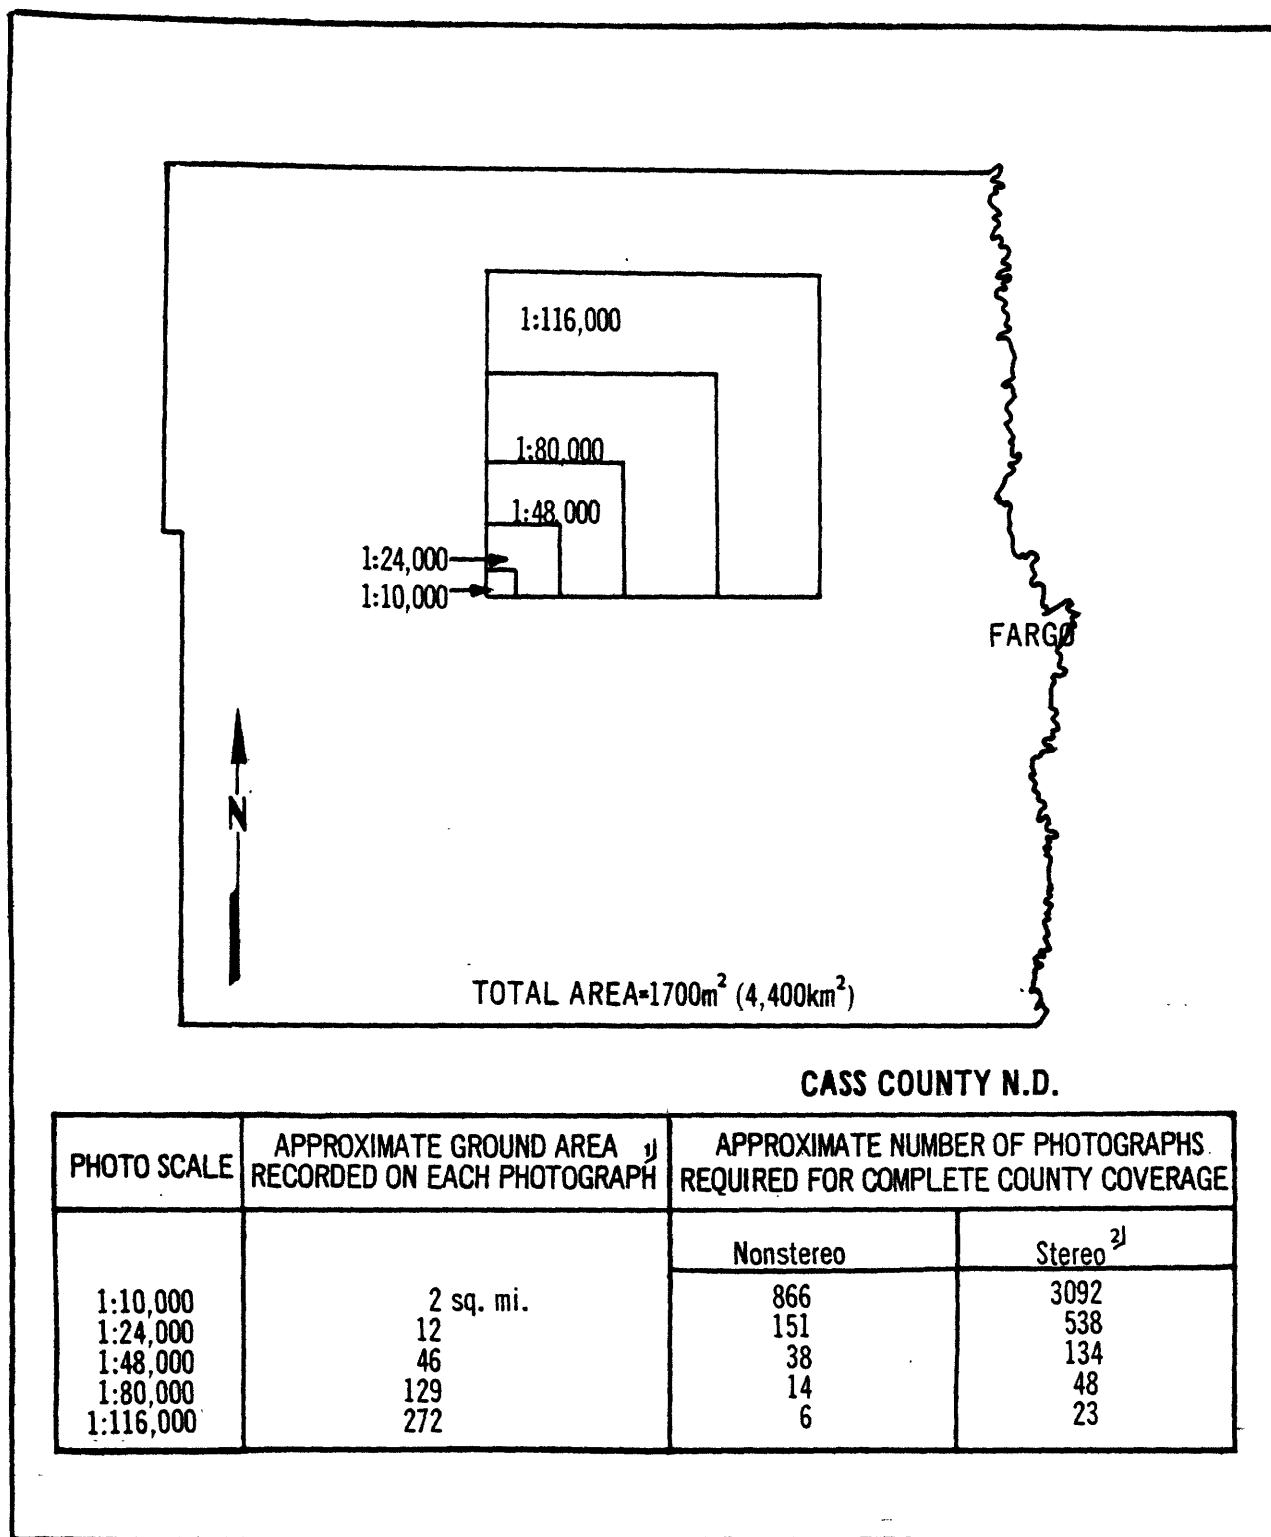 1:116,000
1:80,000
1:48,000
1:24,000
1:10,000
FARGO
N
TOTAL AREA=1700m² (4,400km²)
CASS COUNTY N.D.
PHOTO SCALE
APPROXIMATE GROUND AREA 1)
RECORDED ON EACH PHOTOGRAPH
APPROXIMATE NUMBER OF PHOTOGRAPHS
REQUIRED FOR COMPLETE COUNTY COVERAGE
Nonstereo Stereo 2)
1:10,000 2 sq. mi. 866 3092
1:24,000 12 151 538
1:48,000 46 38 134
1:80,000 129 14 48
1:116,000 272 6 23